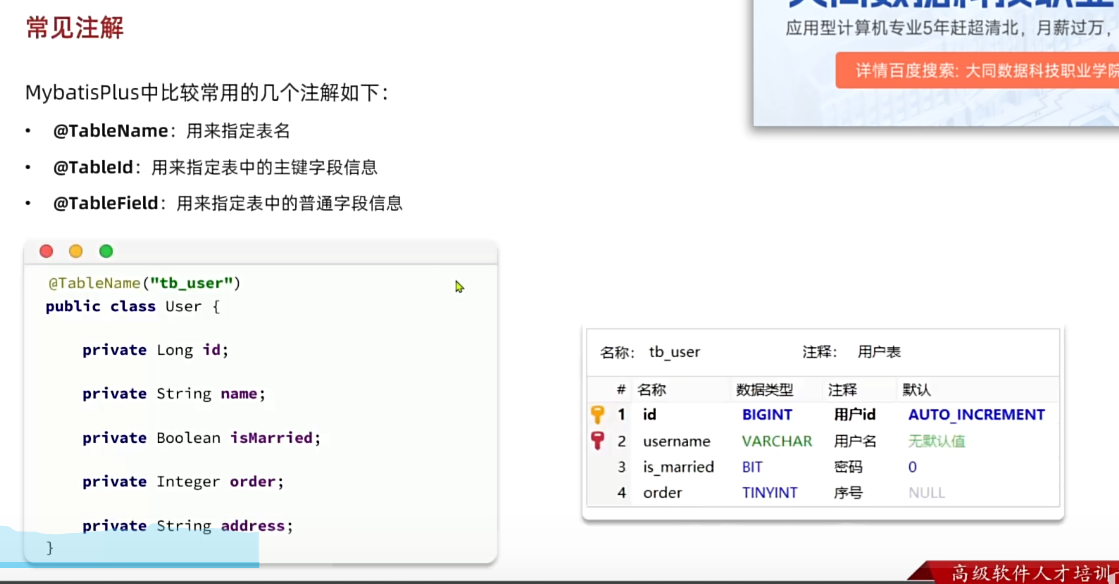 常见注解
应用型计算机专业5年赶超清北，月薪过万，
详情百度搜索: 大同数据科技职业学院
MybatisPlus中比较常用的几个注解如下：
• @TableName：用来指定表名
• @TableId：用来指定表中的主键字段信息
• @TableField：用来指定表中的普通字段信息
@TableName("tb_user")
public class User {
private Long id;
private String name;
private Boolean isMarried;
private Integer order;
private String address;
}
名称： tb_user 注释： 用户表
# 名称 数据类型 注释 默认
1 id BIGINT 用户id AUTO_INCREMENT
2 username VARCHAR 用户名 无默认值
3 is_married BIT 密码 0
4 order TINYINT 序号 NULL
高级软件人才培训